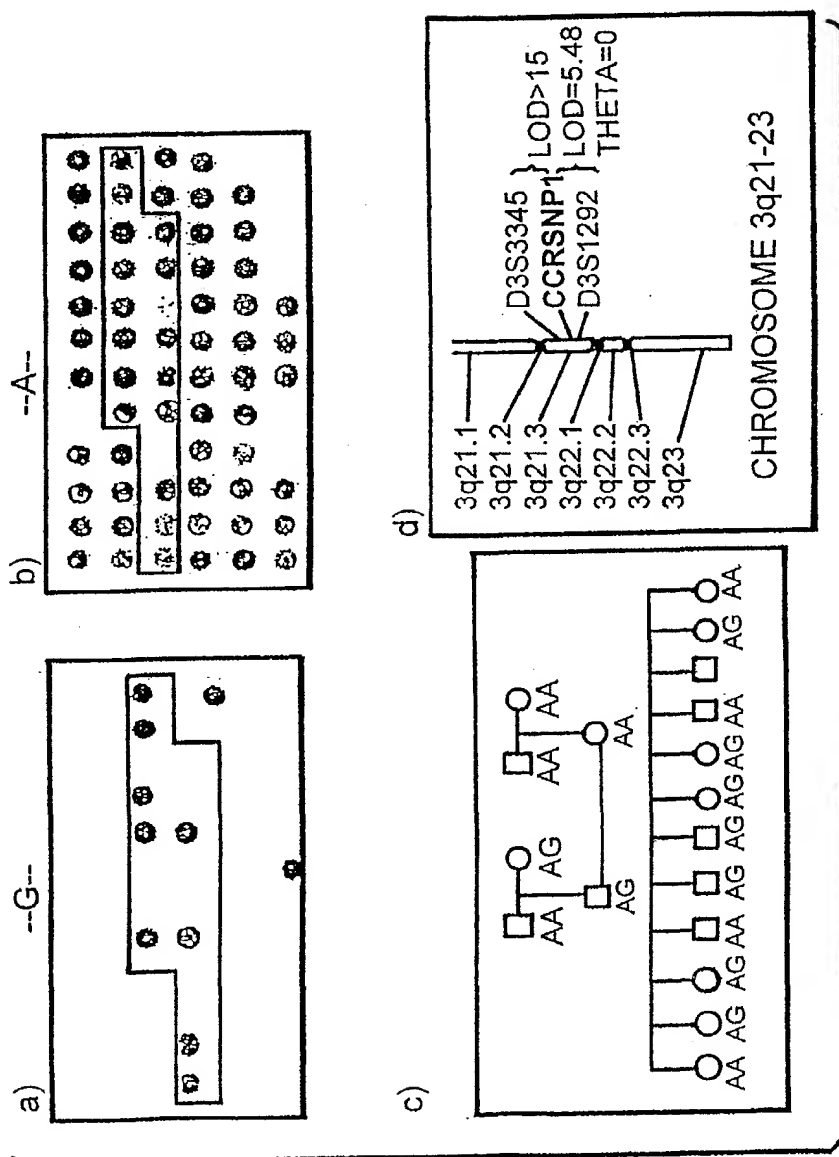 a)
--G--
b)
--A--
c)
AA AG AA AA
AG AA
AA AG AG AA AG AG AG AG AA AG AA
d)
3q21.1
3q21.2
3q21.3
3q22.1
3q22.2
3q22.3
3q23
D3S3345
CCRSNP1
D3S1292
}LOD>15
}LOD=5.48
THETA=0
CHROMOSOME 3q21-23